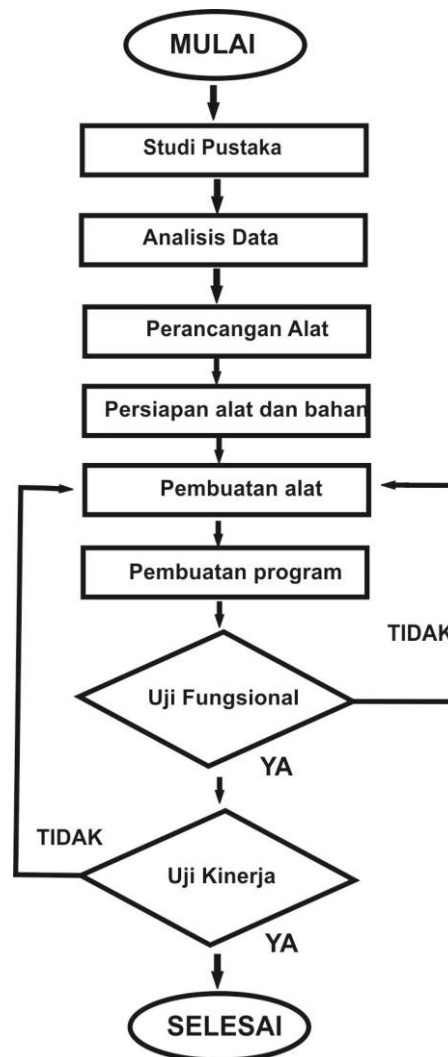 MULAI
Studi Pustaka
Analisis Data
Perancangan Alat
Persiapan alat dan bahan
Pembuatan alat
Pembuatan program
TIDAK
Uji Fungsional
YA
TIDAK
Uji Kinerja
YA
SELESAI